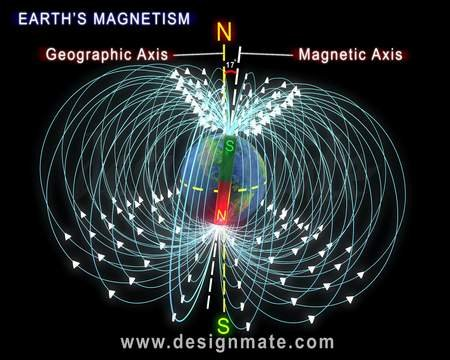 EARTH'S MAGNETISM
N
Geographic Axis
Magnetic Axis
17°
S
N
S
www.designmate.com